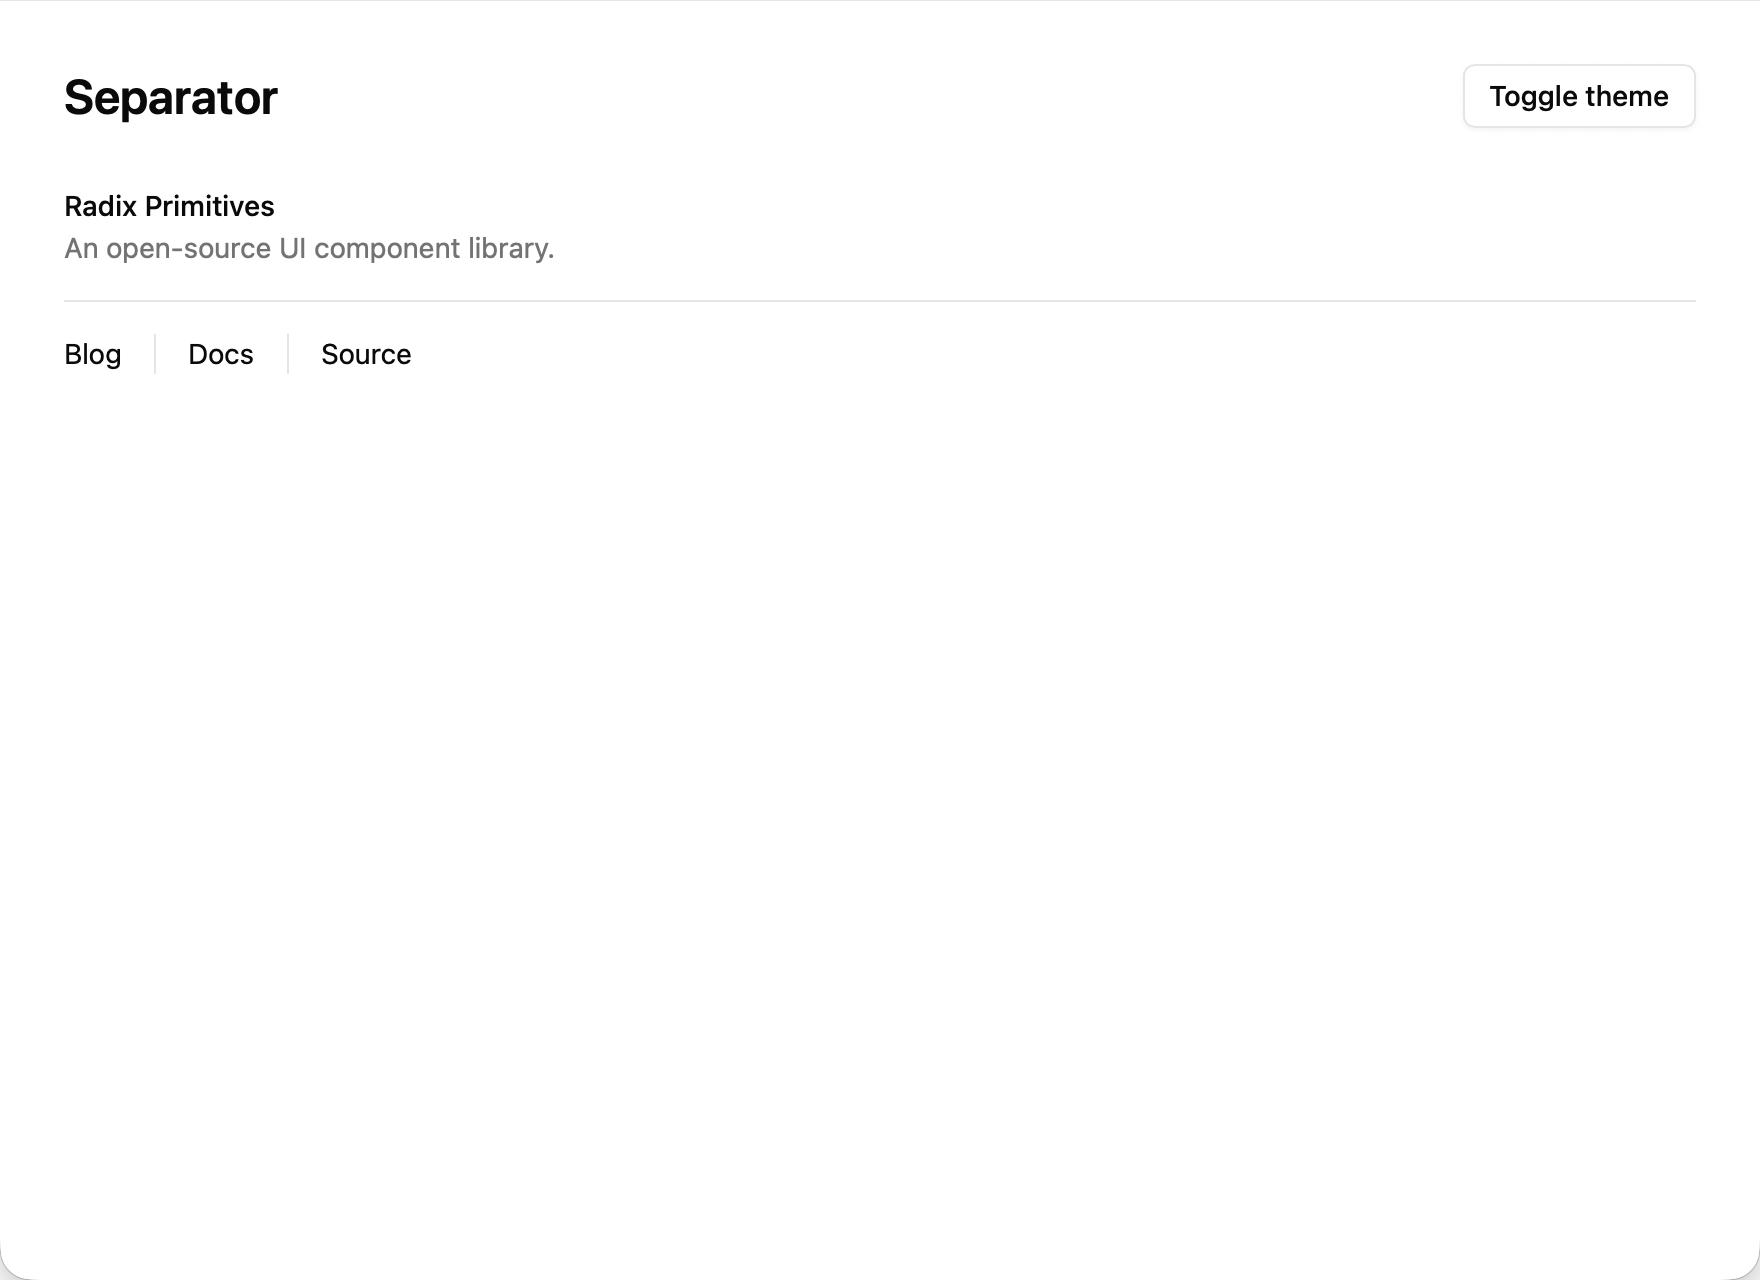 Separator
Toggle theme
Radix Primitives
An open-source UI component library.
Blog
Docs
Source